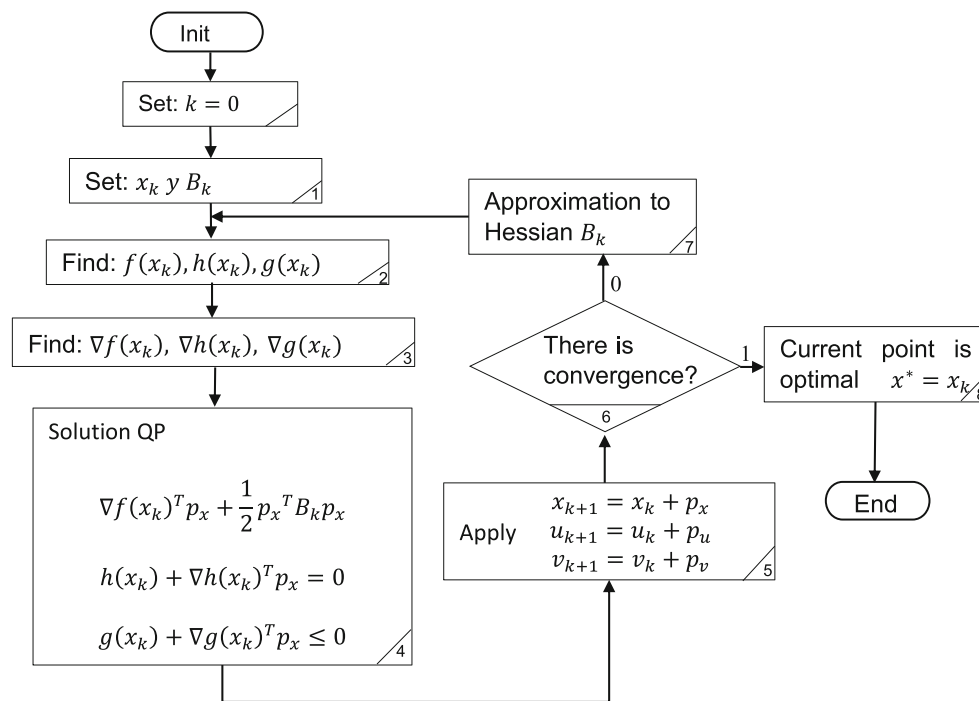 Init
Set: k = 0
Set: x_k y B_k
1
Find: f(x_k), h(x_k), g(x_k)
2
Find: ∇f(x_k), ∇h(x_k), ∇g(x_k)
3
Solution QP
∇f(x_k)^T p_x + 1/2 p_x^T B_k p_x
h(x_k) + ∇h(x_k)^T p_x = 0
g(x_k) + ∇g(x_k)^T p_x ≤ 0
4
Apply
x_{k+1} = x_k + p_x
u_{k+1} = u_k + p_u
v_{k+1} = v_k + p_v
5
There is
convergence?
6
0
1
Approximation to
Hessian B_k
7
Current point is
optimal x* = x_k
8
End